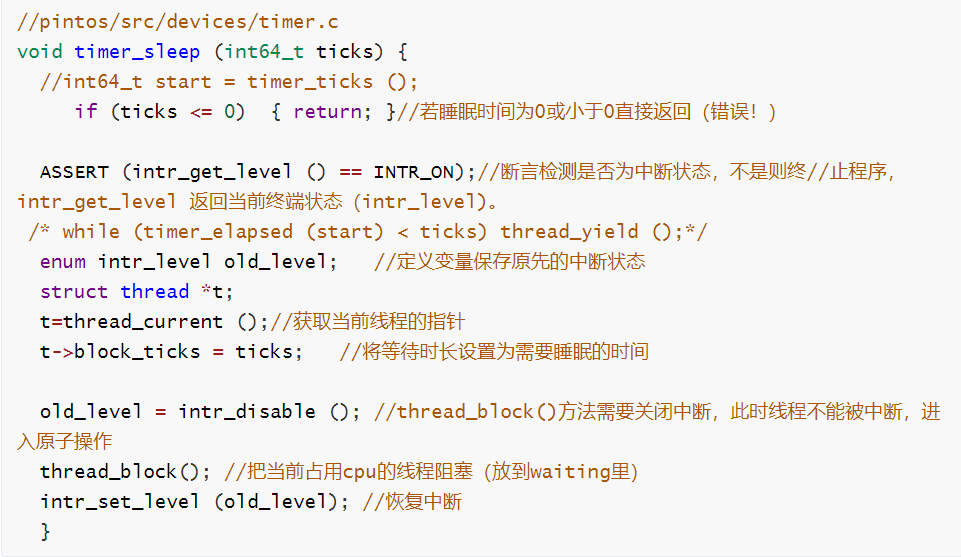 //pintos/src/devices/timer.c
void timer_sleep (int64_t ticks) {
  //int64_t start = timer_ticks ();
     if (ticks <= 0)  { return; }//若睡眠时间为0或小于0直接返回（错误！）

  ASSERT (intr_get_level () == INTR_ON);//断言检测是否为中断状态，不是则终//止程序，
intr_get_level 返回当前终端状态（intr_level)。
 /* while (timer_elapsed (start) < ticks) thread_yield ();*/
  enum intr_level old_level;   //定义变量保存原先的中断状态
  struct thread *t;
  t=thread_current ();//获取当前线程的指针
  t->block_ticks = ticks;   //将等待时长设置为需要睡眠的时间

  old_level = intr_disable (); //thread_block()方法需要关闭中断，此时线程不能被中断，进
入原子操作
  thread_block(); //把当前占用cpu的线程阻塞（放到waiting里）
  intr_set_level (old_level); //恢复中断
  }